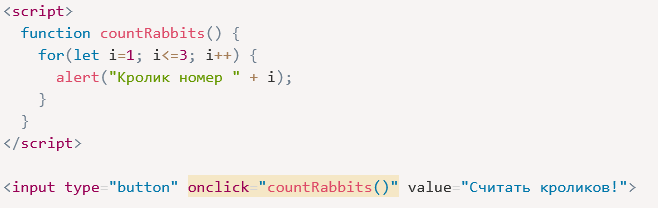 <script>
function countRabbits() {
for(let i=1; i<=3; i++) {
alert("Кролик номер " + i);
}
}
</script>
<input type="button" onclick="countRabbits()" value="Считать кроликов!">